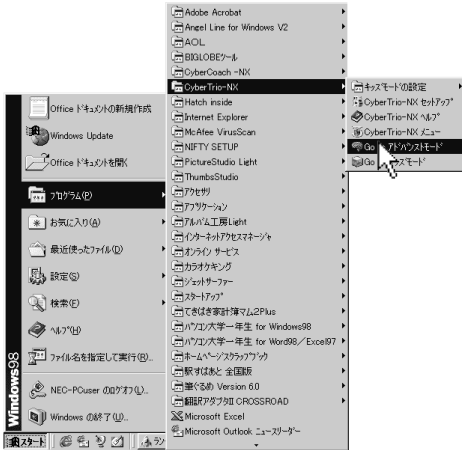 Office ﾄﾞｷｭﾒﾝﾄの新規作成
Windows Update
Office ﾄﾞｷｭﾒﾝﾄを開く
ﾌﾟﾛｸﾞﾗﾑ(P)
お気に入り(A)
最近使ったﾌｧｲﾙ(D)
設定(S)
検索(E)
ﾍﾙﾌﾟ(H)
ﾌｧｲﾙ名を指定して実行(R)...
NEC-PCuser のﾛｸﾞｵﾌ(L)...
Windows の終了(U)...
Windows98
ｽﾀｰﾄ
Adobe Acrobat
Angel Line for Windows V2
AOL
BIGLOBEﾂｰﾙ
CyberCoach -NX
CyberTrio-NX
Hatch inside
Internet Explorer
McAfee VirusScan
NIFTY SETUP
PictureStudio Light
ThumbsStudio
ｱｸｾｻﾘ
ｱﾌﾟﾘｹｰｼｮﾝ
ｱﾙﾊﾞﾑ工房Light
ｲﾝﾀｰﾈｯﾄｱｸｾｽﾏﾈｰｼﾞｬ
ｵﾝﾗｲﾝ ｻｰﾋﾞｽ
ｶﾗｵｹｷﾝｸﾞ
ｼﾞｪｯﾄｻｰﾌｧｰ
ｽﾀｰﾄｱｯﾌﾟ
てきぱき家計簿マム2Plus
ﾊﾟｿｺﾝ大学一年生 for Windows98
ﾊﾟｿｺﾝ大学一年生 for Word98／Excel97
ﾎｰﾑﾍﾟｰｼﾞｽｸﾗｯﾌﾟﾌﾞｯｸ
駅すぱあと 全国版
筆ぐるめ Version 6.0
翻訳ｱﾀﾞﾌﾟﾀII CROSSROAD
Microsoft Excel
Microsoft Outlook ﾆｭｰｽﾘｰﾀﾞｰ
ｷｯｽﾞﾓｰﾄﾞの設定
CyberTrio-NX ｾｯﾄｱｯﾌﾟ
CyberTrio-NX ﾍﾙﾌﾟ
CyberTrio-NX ﾒﾆｭｰ
Go ｱﾄﾞﾊﾞﾝｽﾄﾓｰﾄﾞ
Go